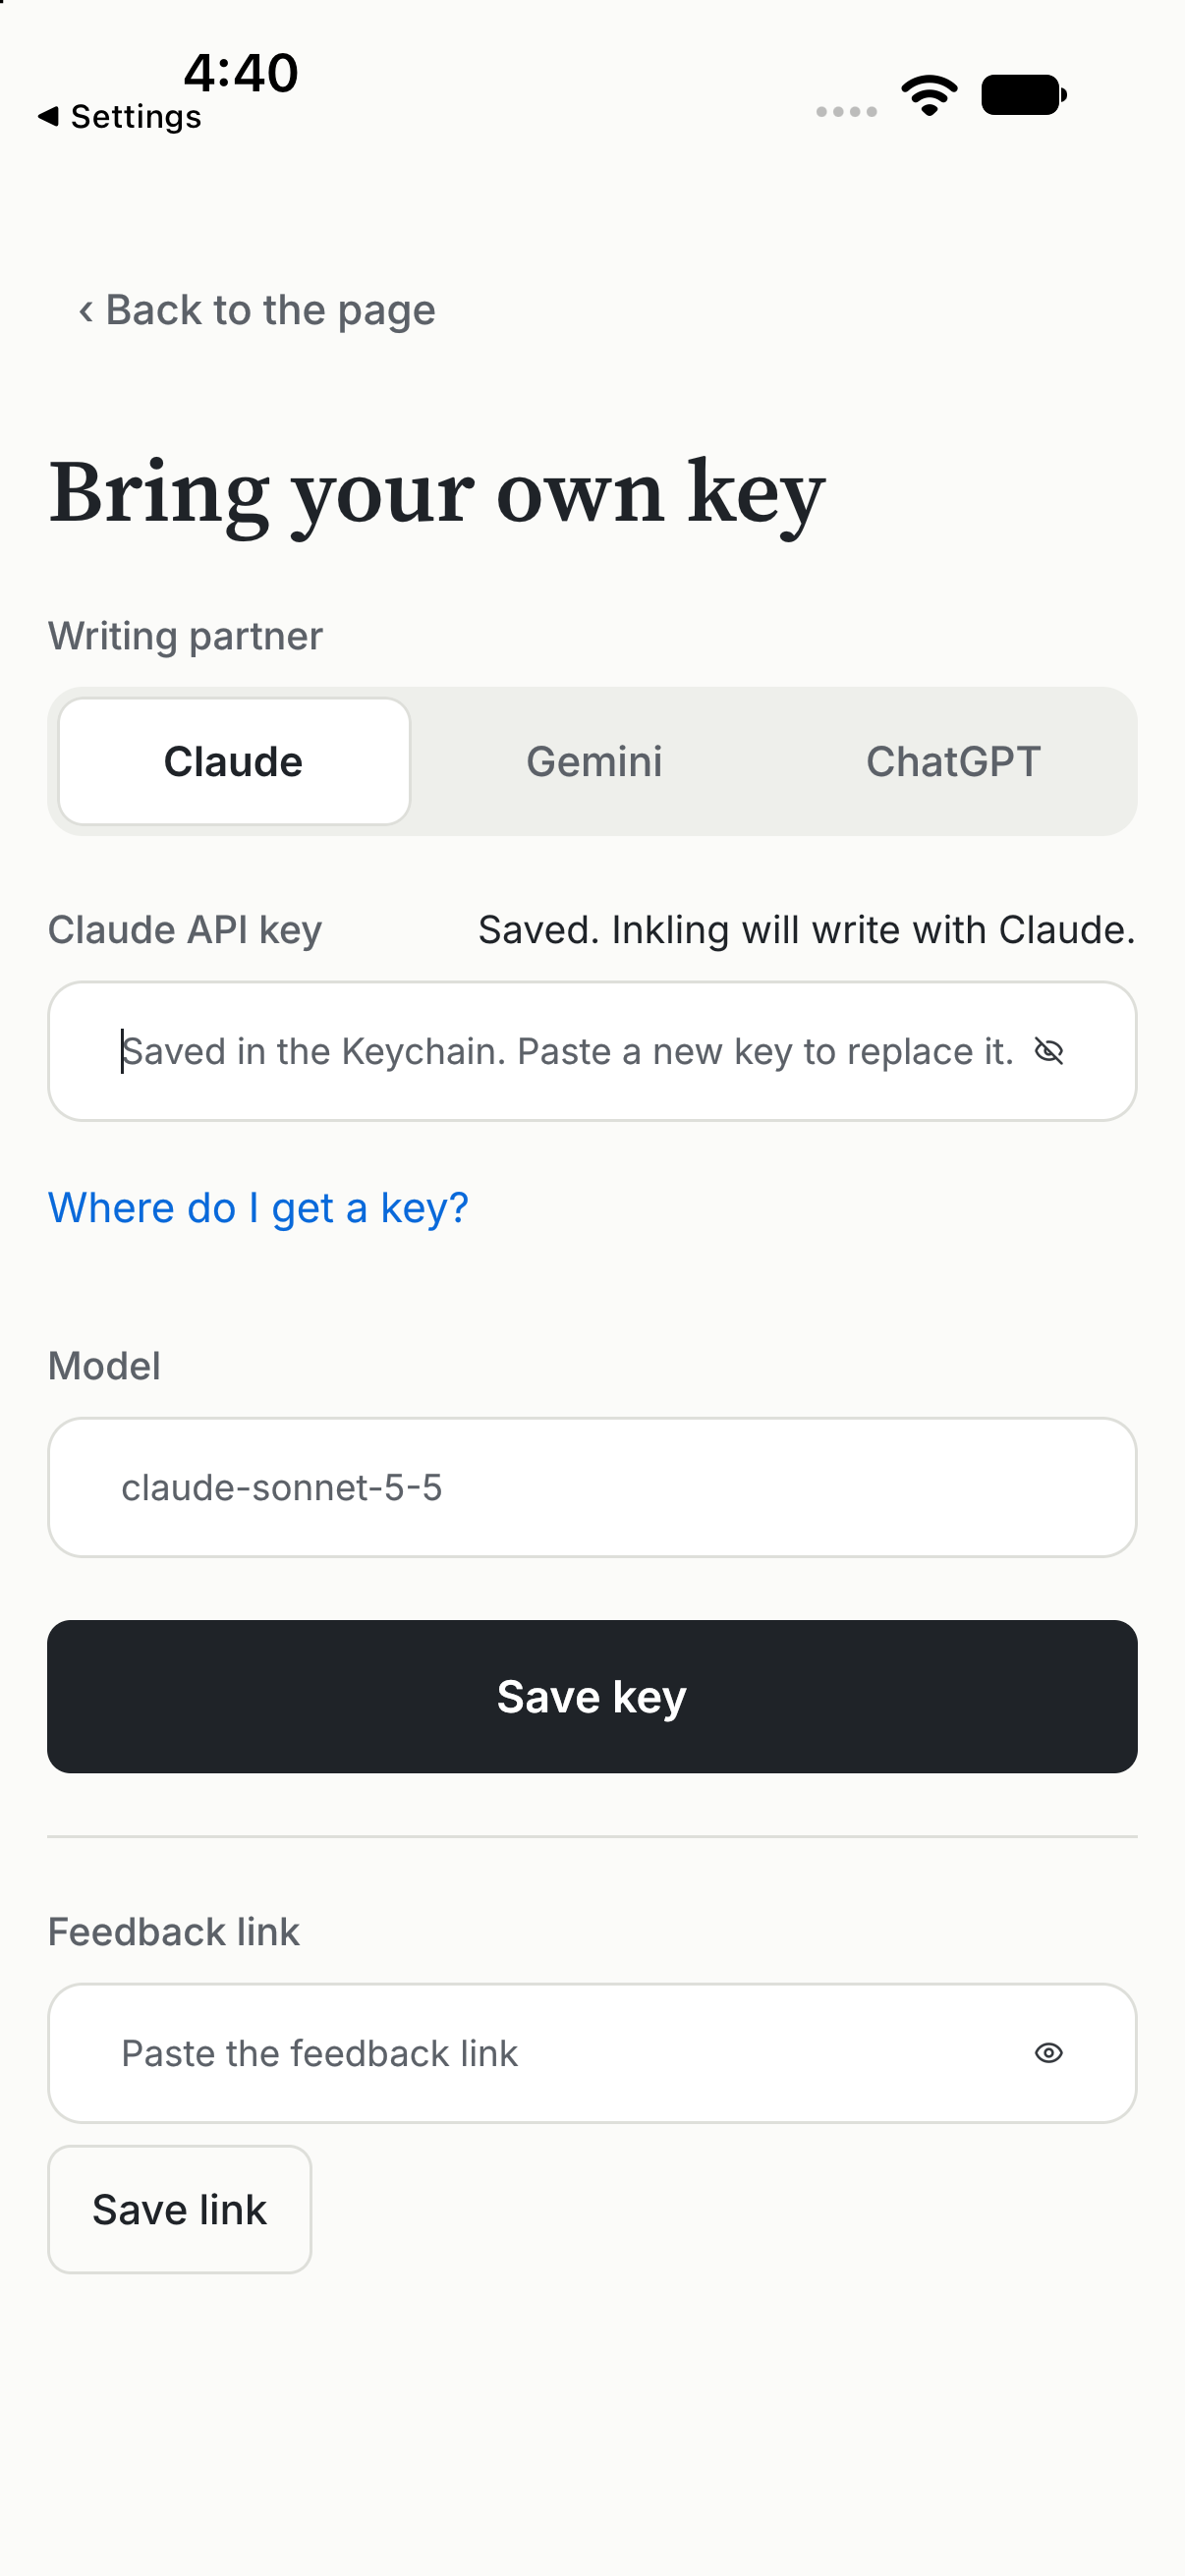 4:40
◀ Settings
‹ Back to the page
Bring your own key
Writing partner
Claude Gemini ChatGPT
Claude API key Saved. Inkling will write with Claude.
Saved in the Keychain. Paste a new key to replace it.
Where do I get a key?
Model
claude-sonnet-5-5
Save key
Feedback link
Paste the feedback link
Save link